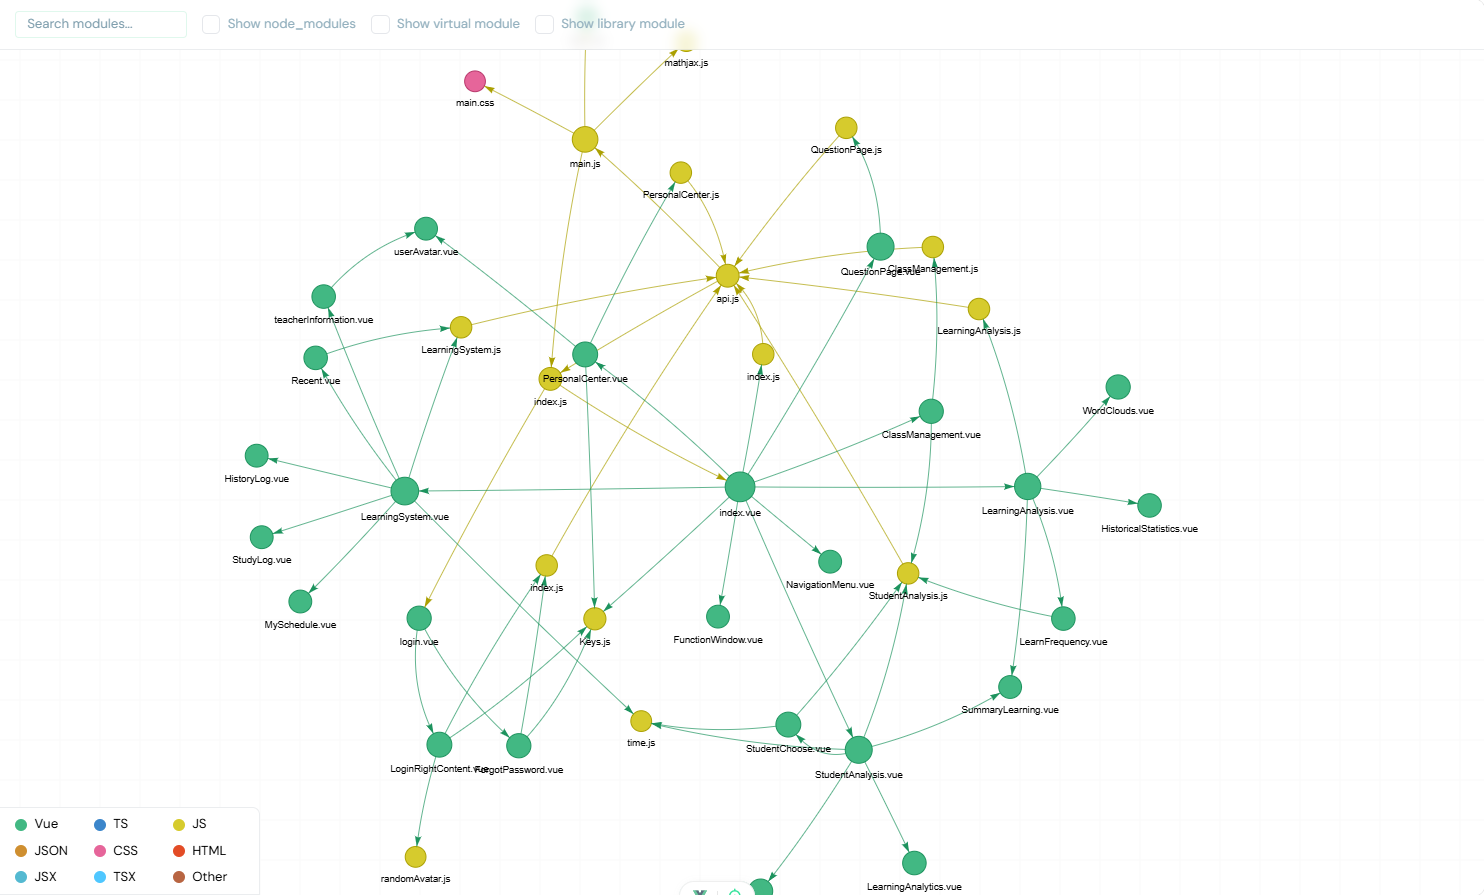 Search modules...
Show node_modules
Show virtual module
Show library module
mathjax.js
main.css
QuestionPage.js
main.js
PersonalCenter.js
userAvatar.vue
ClassManagement.js
QuestionPage.vue
api.js
teacherInformation.vue
LearningAnalysis.js
LearningSystem.js
index.js
PersonalCenter.vue
Recent.vue
index.js
WordClouds.vue
ClassManagement.vue
HistoryLog.vue
LearningAnalysis.vue
index.vue
LearningSystem.vue
HistoricalStatistics.vue
StudyLog.vue
NavigationMenu.vue
index.js
StudentAnalysis.js
MySchedule.vue
FunctionWindow.vue
login.vue
Keys.js
LearnFrequency.vue
SummaryLearning.vue
time.js
StudentChoose.vue
LoginRightContent.vue
ForgotPassword.vue
StudentAnalysis.vue
Vue
TS
JS
JSON
CSS
HTML
JSX
TSX
Other
randomAvatar.js
LearningAnalytics.vue